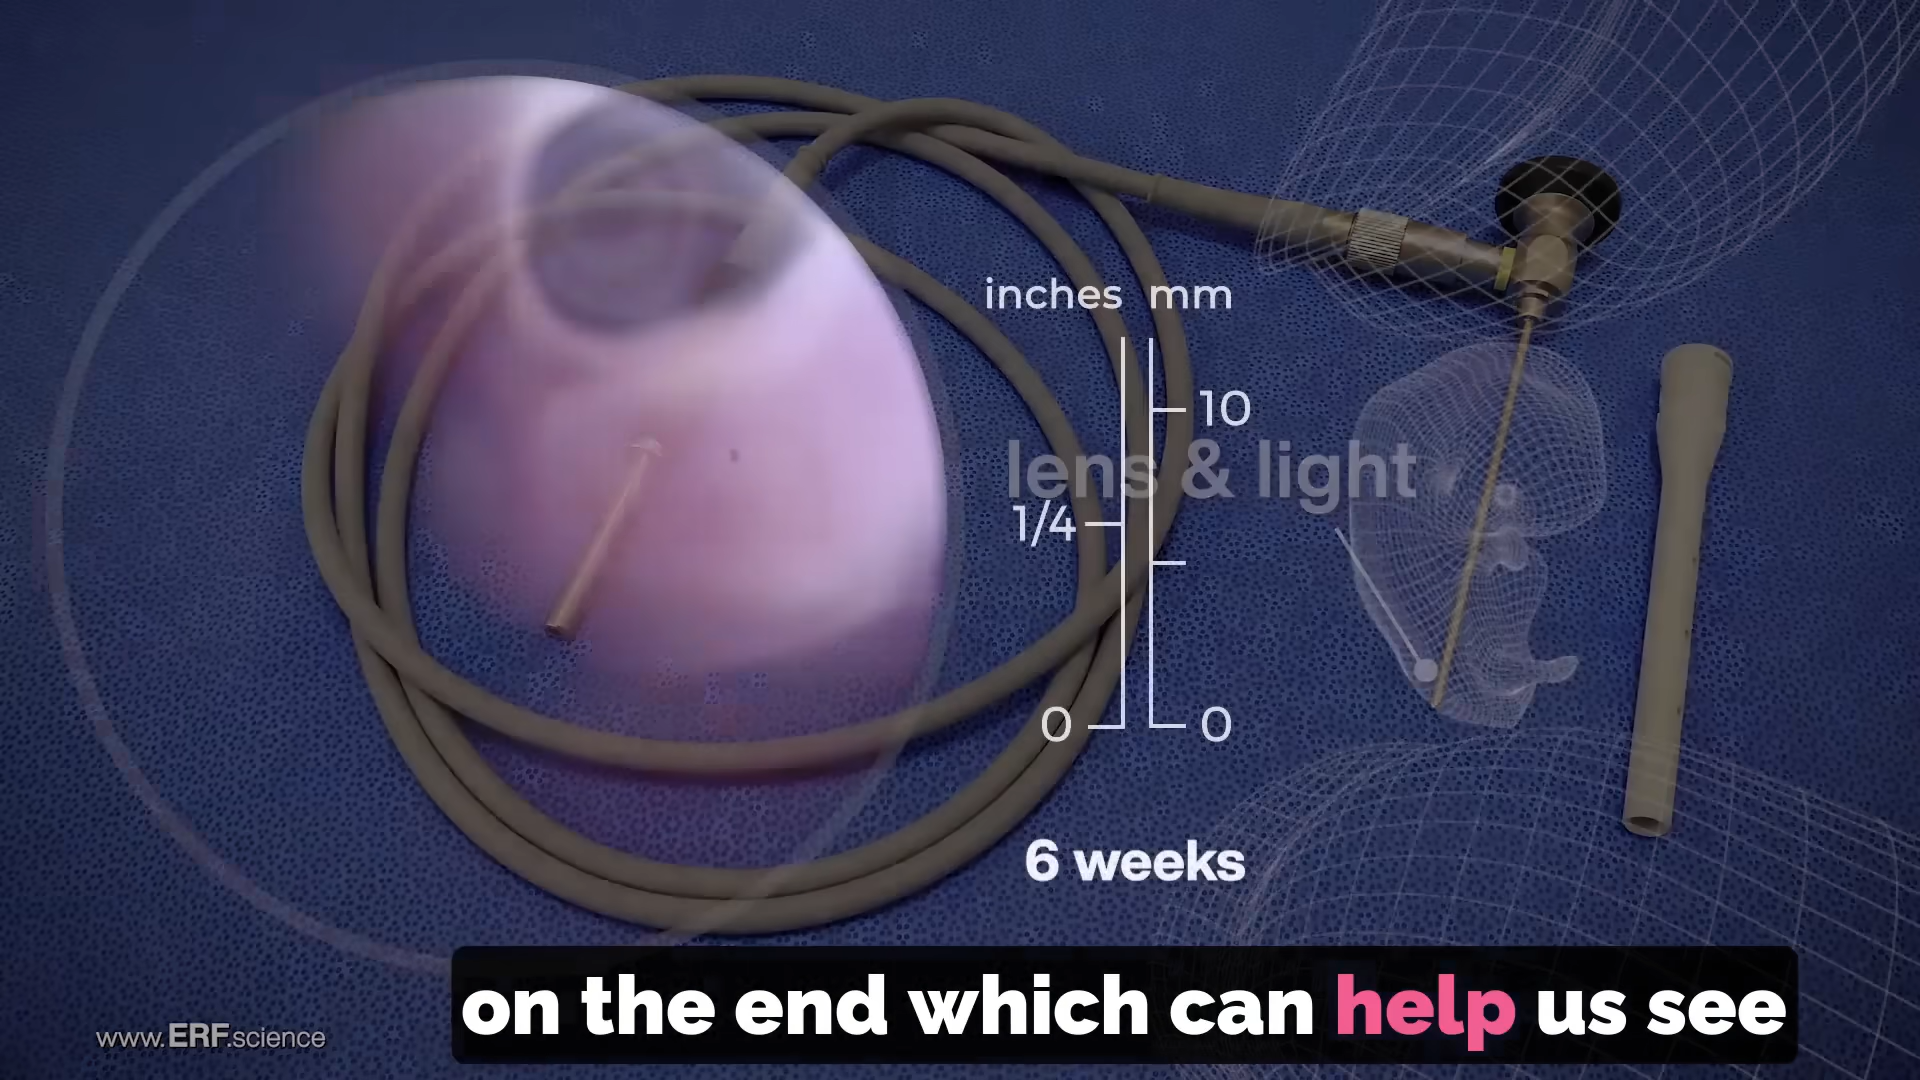 inches mm
10
lens & light
1/4
0 0
6 weeks
on the end which can help us see
www.ERF.science